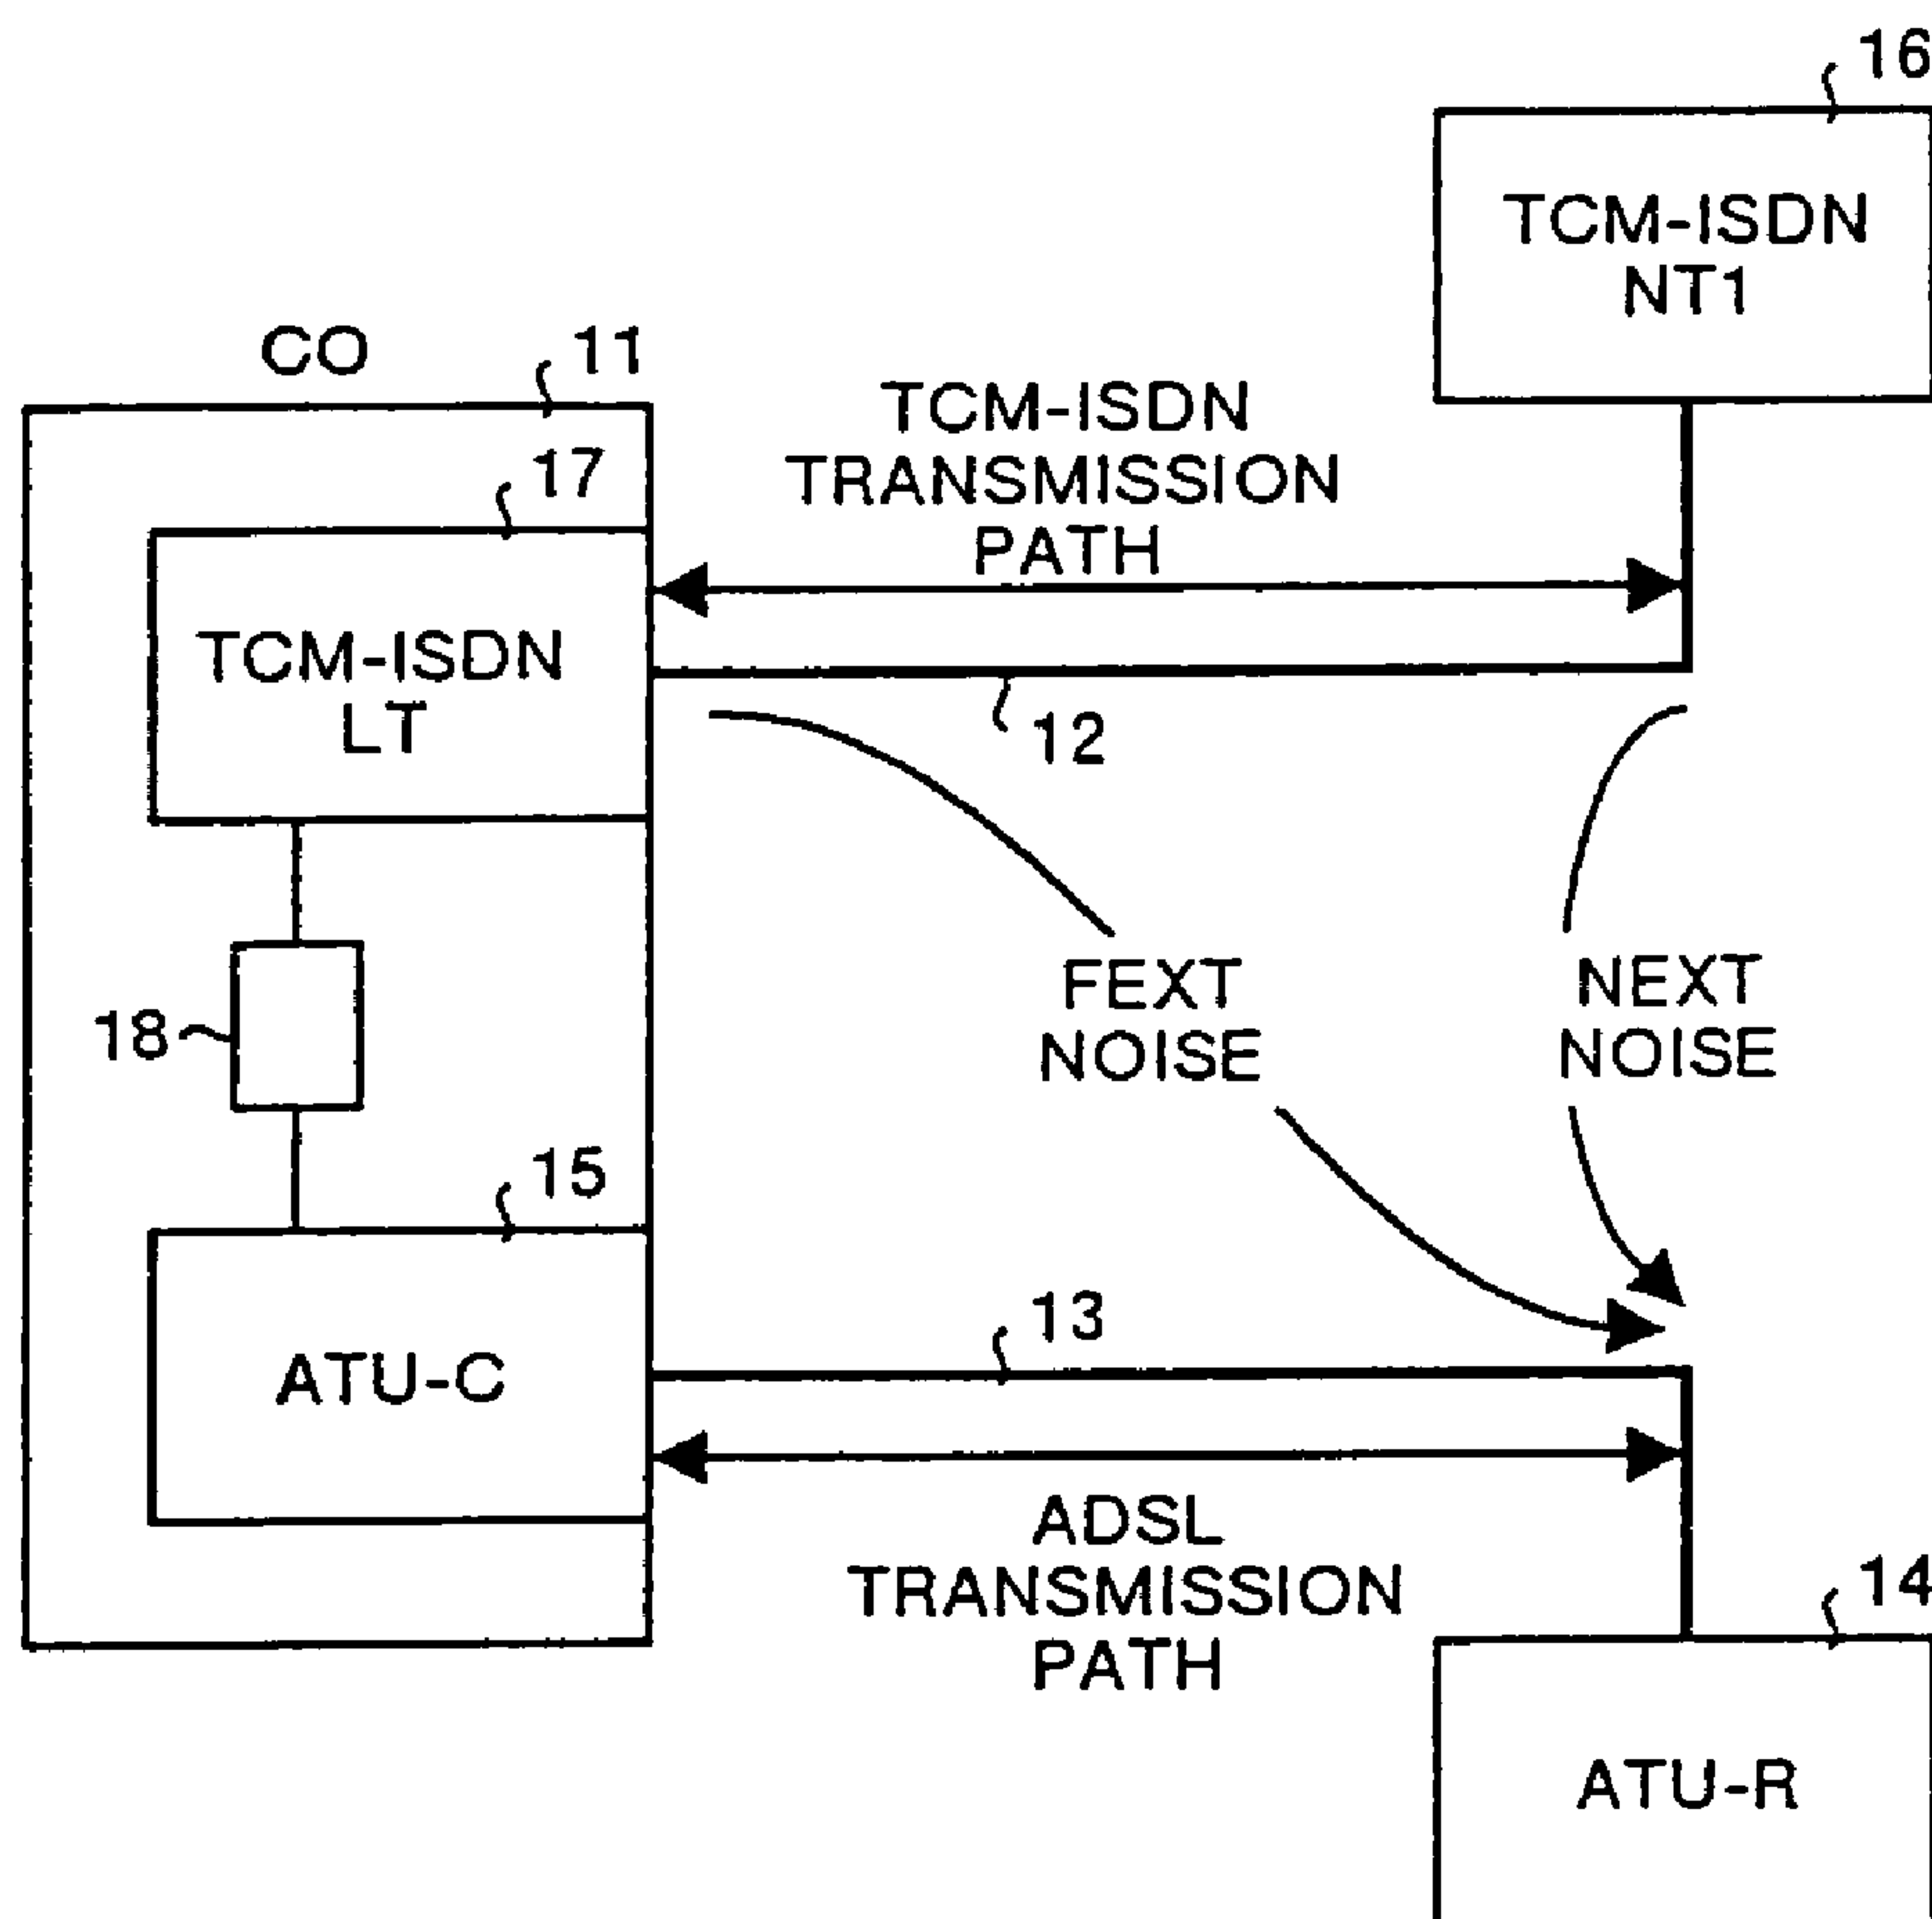 16
TCM-ISDN
NT1
CO
11
TCM-ISDN
TRANSMISSION
PATH
17
TCM-ISDN
LT
12
FEXT
NOISE
NEXT
NOISE
18
15
13
ATU-C
ADSL
TRANSMISSION
PATH
14
ATU-R